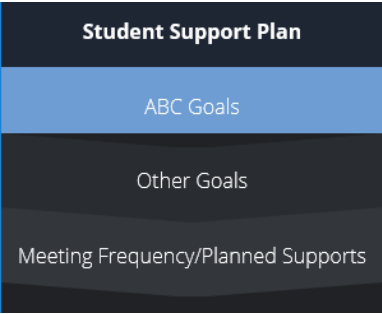 Student Support Plan
ABC Goals
Other Goals
Meeting Frequency/Planned Supports